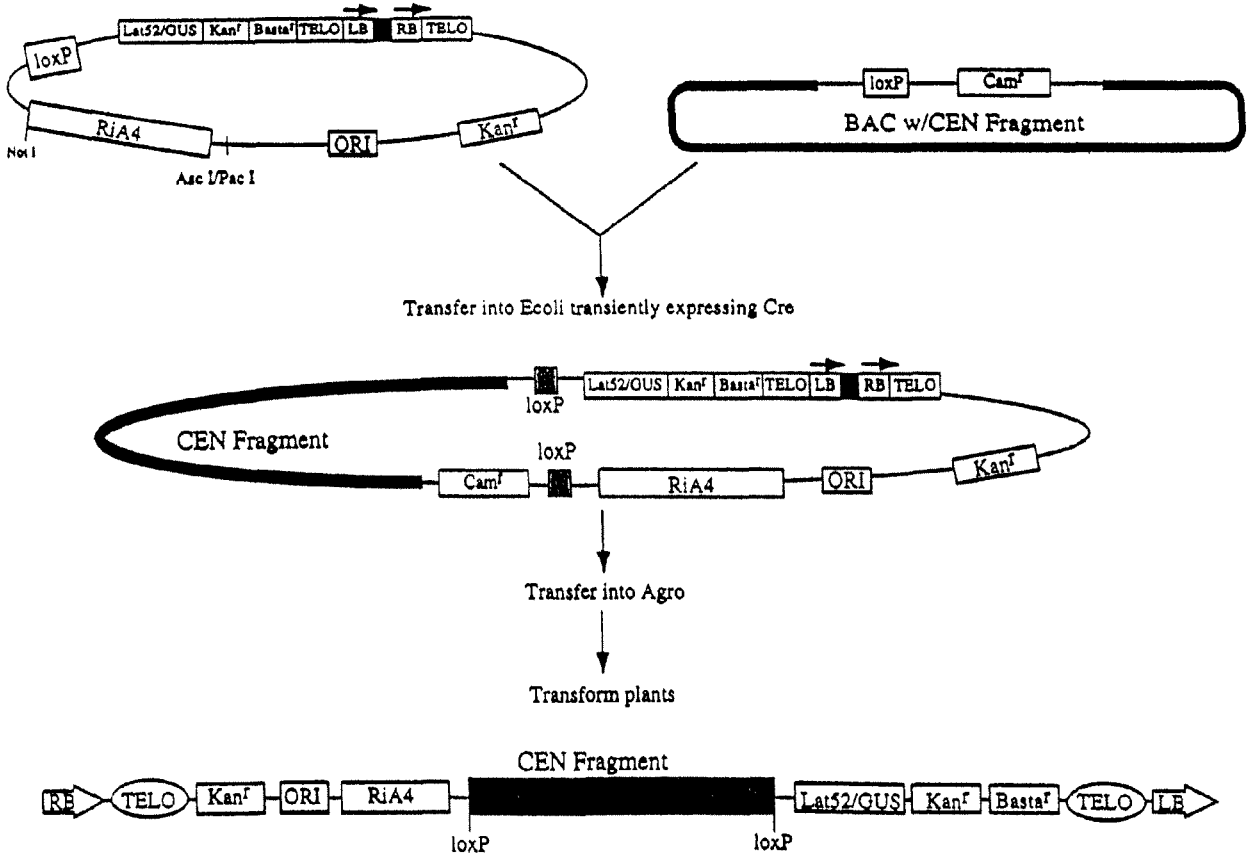 Lat52/GUS Kanr Bastar TELO LB RB TELO
loxP
RiA4
Not I
Asc I/Pac I
ORI
Kanr
loxP
Camr
BAC w/CEN Fragment
Transfer into Ecoli transiently expressing Cre
loxP
Lat52/GUS Kanr Bastar TELO LB RB TELO
CEN Fragment
loxP
Camr
RiA4
ORI
Kanr
Transfer into Agro
Transform plants
CEN Fragment
RB TELO Kanr ORI RiA4 Lat52/GUS Kanr Bastar TELO LB
loxP
loxP